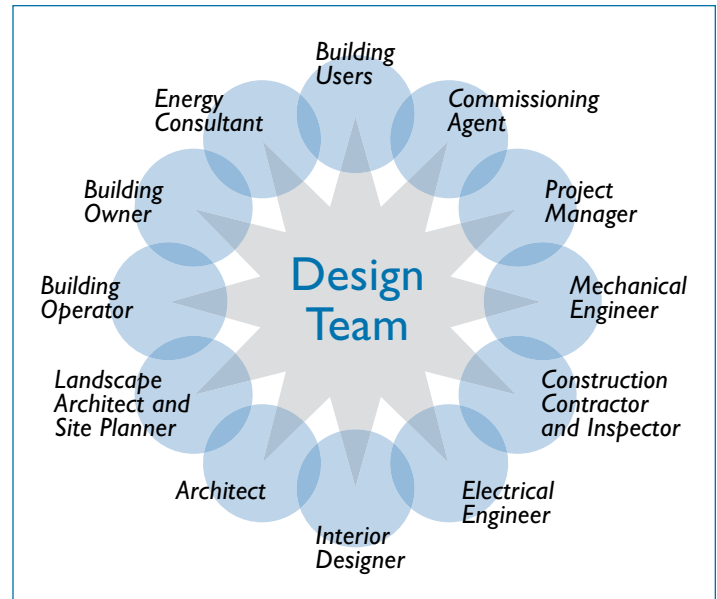 Building
Users
Commissioning
Agent
Project
Manager
Mechanical
Engineer
Construction
Contractor
and Inspector
Electrical
Engineer
Interior
Designer
Architect
Landscape
Architect and
Site Planner
Building
Operator
Building
Owner
Energy
Consultant
Design
Team